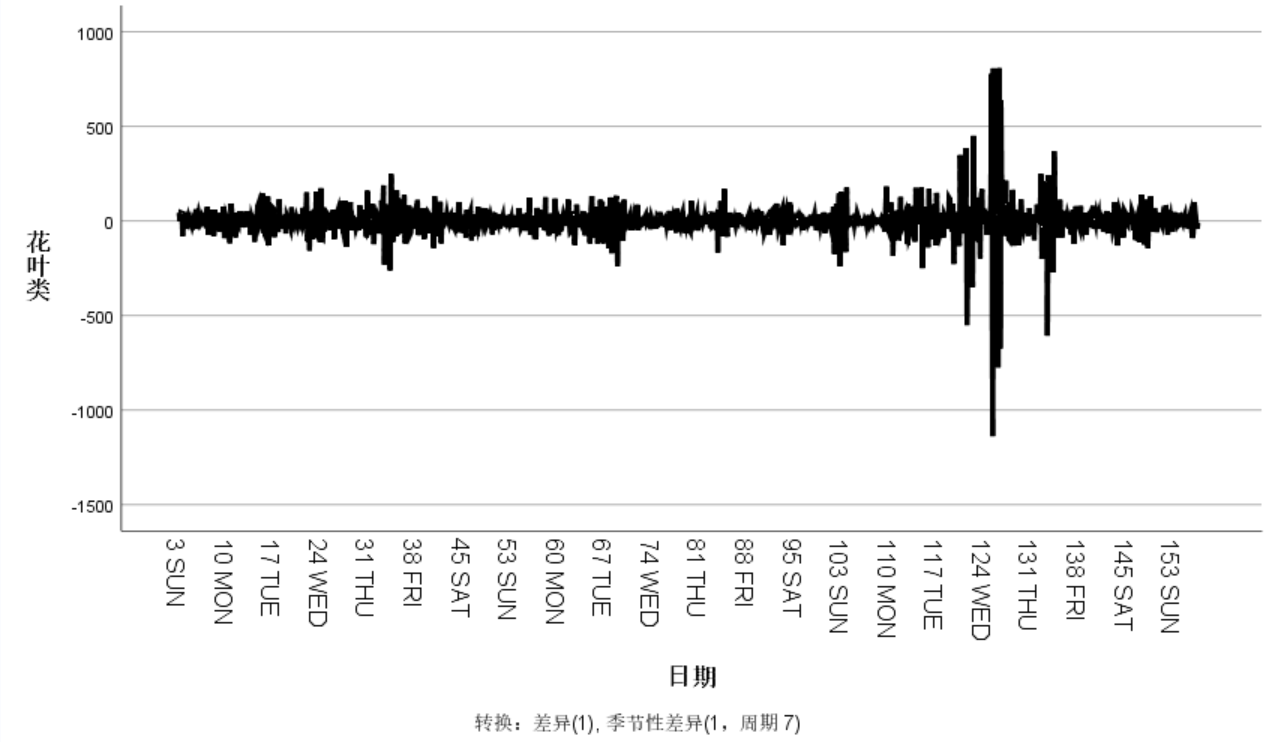 1000
500
0
-500
-1000
-1500
花叶类
3 SUN
10 MON
17 TUE
24 WED
31 THU
38 FRI
45 SAT
53 SUN
60 MON
67 TUE
74 WED
81 THU
88 FRI
95 SAT
103 SUN
110 MON
117 TUE
124 WED
131 THU
138 FRI
145 SAT
153 SUN
日期
转换：差异(1), 季节性差异(1，周期 7)